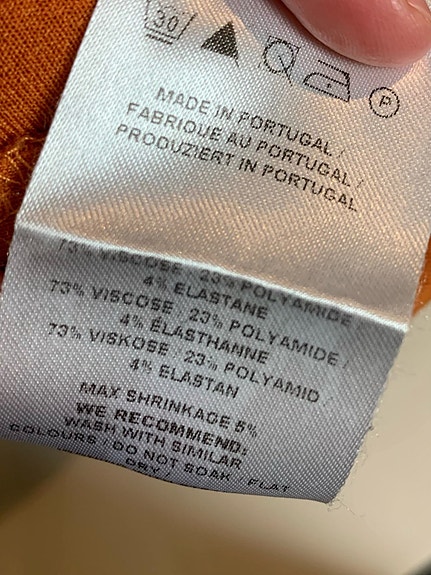 30
P
MADE IN PORTUGAL /
FABRIQUE AU PORTUGAL /
PRODUZIERT IN PORTUGAL
73% VISCOSE / 23% POLYAMIDE /
4% ELASTANE
73% VISCOSE / 23% POLYAMIDE /
4% ELASTHANNE
73% VISKOSE / 23% POLYAMID /
4% ELASTAN
MAX SHRINKAGE 5%
WE RECOMMEND:
WASH WITH SIMILAR
COLOURS / DO NOT SOAK / FLAT
DRY